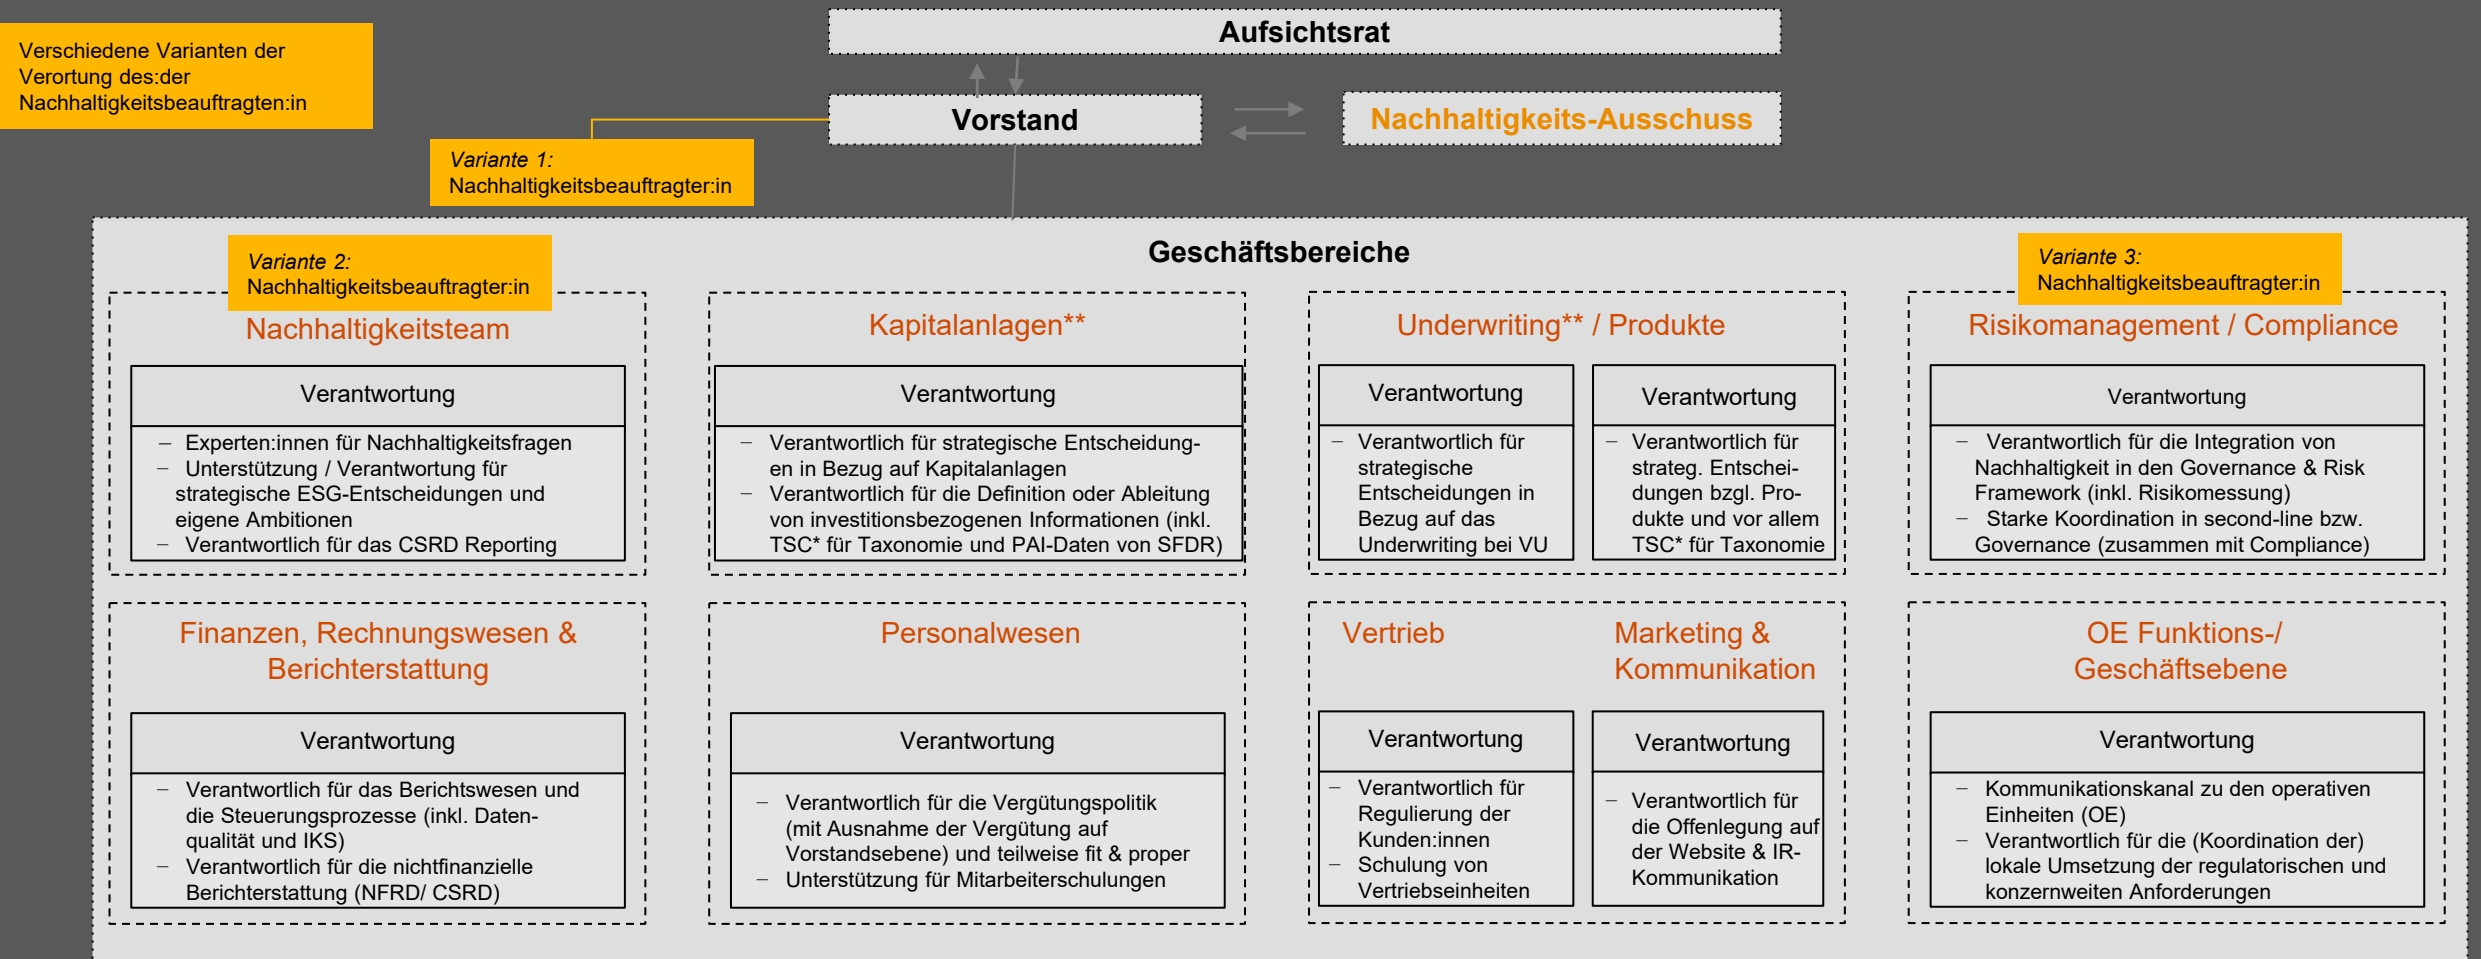 Verschiedene Varianten der
Verortung des:der
Nachhaltigkeitsbeauftragten:in
Aufsichtsrat
Vorstand
Nachhaltigkeits-Ausschuss
Variante 1:
Nachhaltigkeitsbeauftragter:in
Geschäftsbereiche
Variante 2:
Nachhaltigkeitsbeauftragter:in
Nachhaltigkeitsteam
Verantwortung
– Experten:innen für Nachhaltigkeitsfragen
– Unterstützung / Verantwortung für
strategische ESG-Entscheidungen und
eigene Ambitionen
– Verantwortlich für das CSRD Reporting
Kapitalanlagen**
Verantwortung
– Verantwortlich für strategische Entscheidung-
en in Bezug auf Kapitalanlagen
– Verantwortlich für die Definition oder Ableitung
von investitionsbezogenen Informationen (inkl.
TSC* für Taxonomie und PAI-Daten von SFDR)
Underwriting** / Produkte
Verantwortung
– Verantwortlich für
strategische
Entscheidungen in
Bezug auf das
Underwriting bei VU
Verantwortung
– Verantwortlich für
strateg. Entschei-
dungen bzgl. Pro-
dukte und vor allem
TSC* für Taxonomie
Variante 3:
Nachhaltigkeitsbeauftragter:in
Risikomanagement / Compliance
Verantwortung
– Verantwortlich für die Integration von
Nachhaltigkeit in den Governance & Risk
Framework (inkl. Risikomessung)
– Starke Koordination in second-line bzw.
Governance (zusammen mit Compliance)
Finanzen, Rechnungswesen &
Berichterstattung
Verantwortung
– Verantwortlich für das Berichtswesen und
die Steuerungsprozesse (inkl. Daten-
qualität und IKS)
– Verantwortlich für die nichtfinanzielle
Berichterstattung (NFRD/ CSRD)
Personalwesen
Verantwortung
– Verantwortlich für die Vergütungspolitik
(mit Ausnahme der Vergütung auf
Vorstandsebene) und teilweise fit & proper
– Unterstützung für Mitarbeiterschulungen
Vertrieb
Verantwortung
– Verantwortlich für
Regulierung der
Kunden:innen
– Schulung von
Vertriebseinheiten
Marketing &
Kommunikation
Verantwortung
– Verantwortlich für
die Offenlegung auf
der Website & IR-
Kommunikation
OE Funktions-/
Geschäftsebene
Verantwortung
– Kommunikationskanal zu den operativen
Einheiten (OE)
– Verantwortlich für die (Koordination der)
lokale Umsetzung der regulatorischen und
konzernweiten Anforderungen